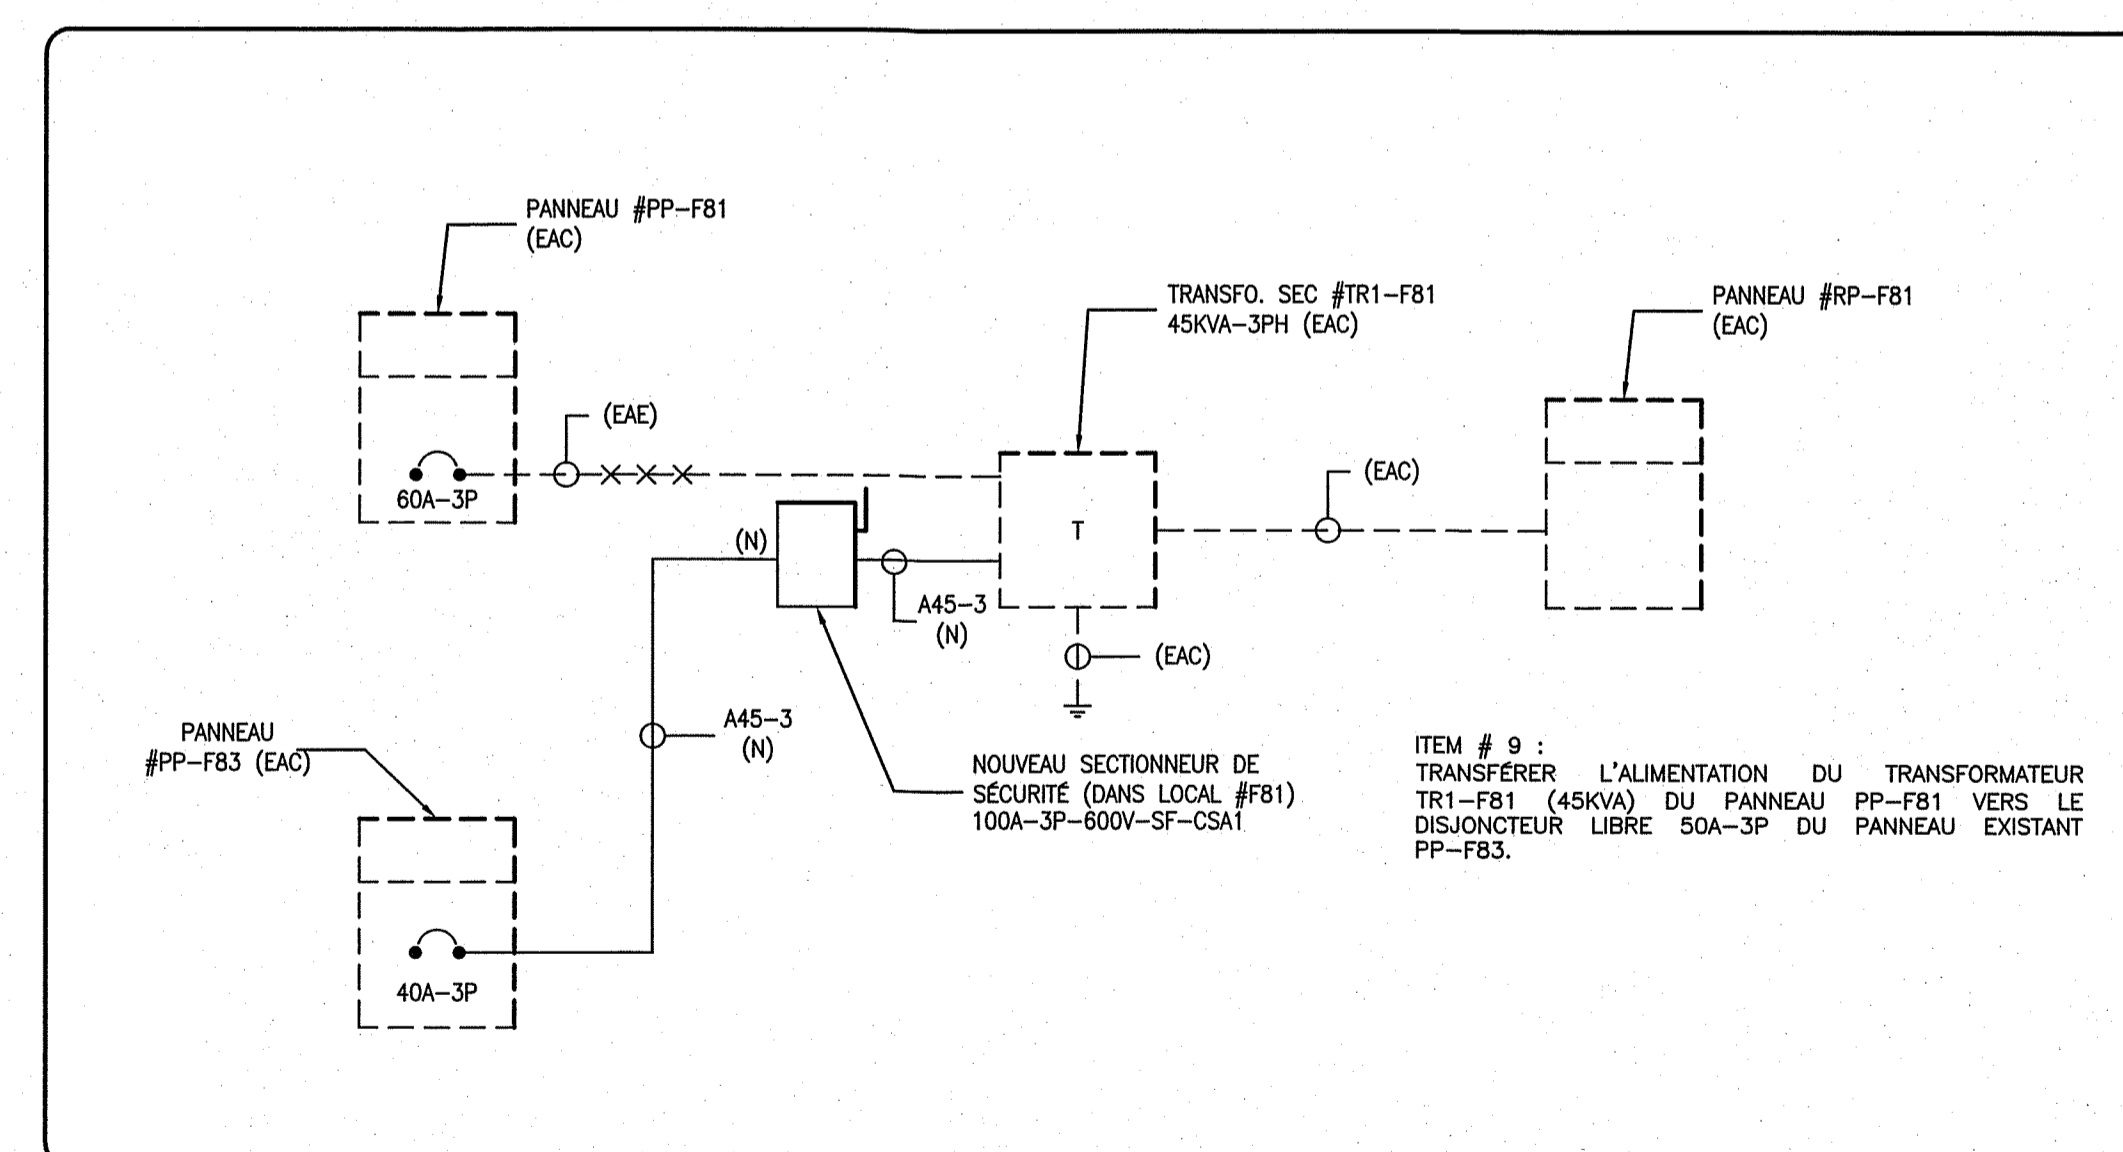 PANNEAU #PP-F81
(EAC)
TRANSFO. SEC #TR1-F81
45KVA-3PH (EAC)
PANNEAU #RP-F81
(EAC)
(EAE)
60A-3P
(EAC)
T
(N)
A45-3
(N)
(EAC)
A45-3
(N)
PANNEAU
#PP-F83 (EAC)
NOUVEAU SECTIONNEUR DE
SÉCURITÉ (DANS LOCAL #F81)
100A-3P-600V-SF-CSA1
ITEM # 9 :
TRANSFÉRER L'ALIMENTATION DU TRANSFORMATEUR
TR1-F81 (45KVA) DU PANNEAU PP-F81 VERS LE
DISJONCTEUR LIBRE 50A-3P DU PANNEAU EXISTANT
PP-F83.
40A-3P